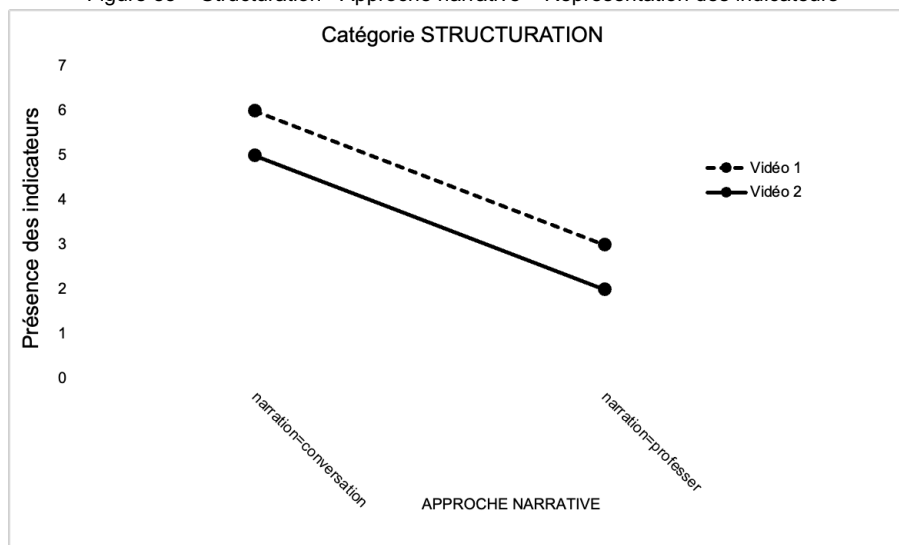 Structuration - Approche narrative – Représentation des indicateurs
Catégorie STRUCTURATION
Présence des indicateurs
7
6
5
4
3
2
1
0
Vidéo 1
Vidéo 2
narration=conversation
narration=professer
APPROCHE NARRATIVE